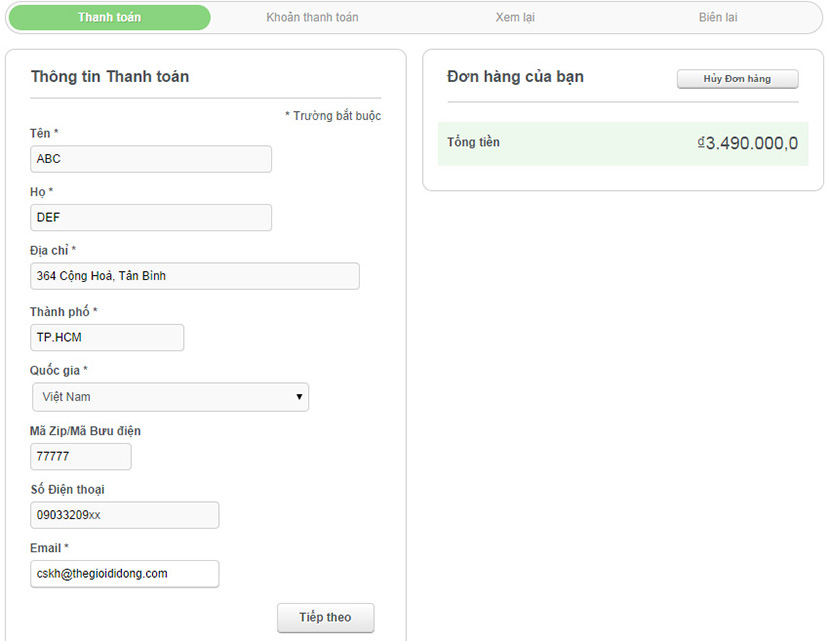 Thanh toán
Khoản thanh toán
Xem lại
Biên lai
Thông tin Thanh toán
* Trường bắt buộc
Tên *
ABC
Họ *
DEF
Địa chỉ *
364 Cộng Hoà, Tân Bình
Thành phố *
TP.HCM
Quốc gia *
Việt Nam
Mã Zip/Mã Bưu điện
77777
Số Điện thoại
09033209xx
Email *
cskh@thegioididong.com
Tiếp theo
Đơn hàng của bạn
Hủy Đơn hàng
Tổng tiền
₫3.490.000,0